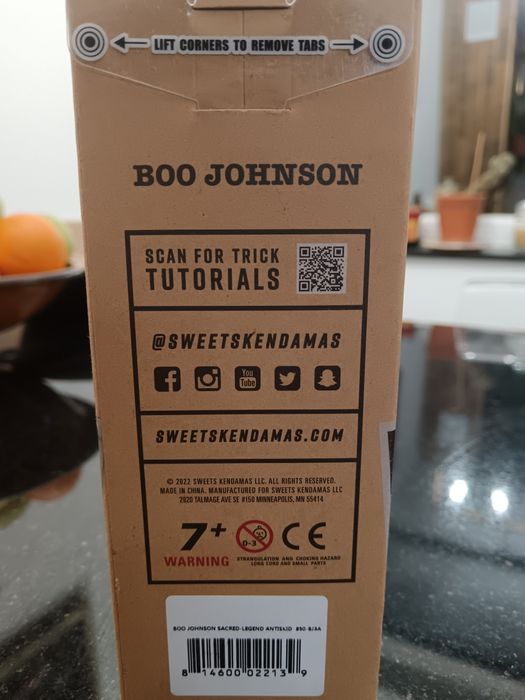 LIFT CORNERS TO REMOVE TABS
BOO JOHNSON
SCAN FOR TRICK
TUTORIALS
@SWEETSKENDAMAS
You
Tube
SWEETSKENDAMAS.COM
© 2022 SWEETS KENDAMAS LLC. ALL RIGHTS RESERVED.
MADE IN CHINA. MANUFACTURED FOR SWEETS KENDAMAS LLC
2920 TALMAGE AVE SE #150 MINNEAPOLIS, MN 55414
7+
0-3
CE
WARNING
STRANGULATION AND CHOKING HAZARD
LONG CORD AND SMALL PARTS
BOO JOHNSON SACRED-LEGEND ANTISKID
8 14600 02213 9